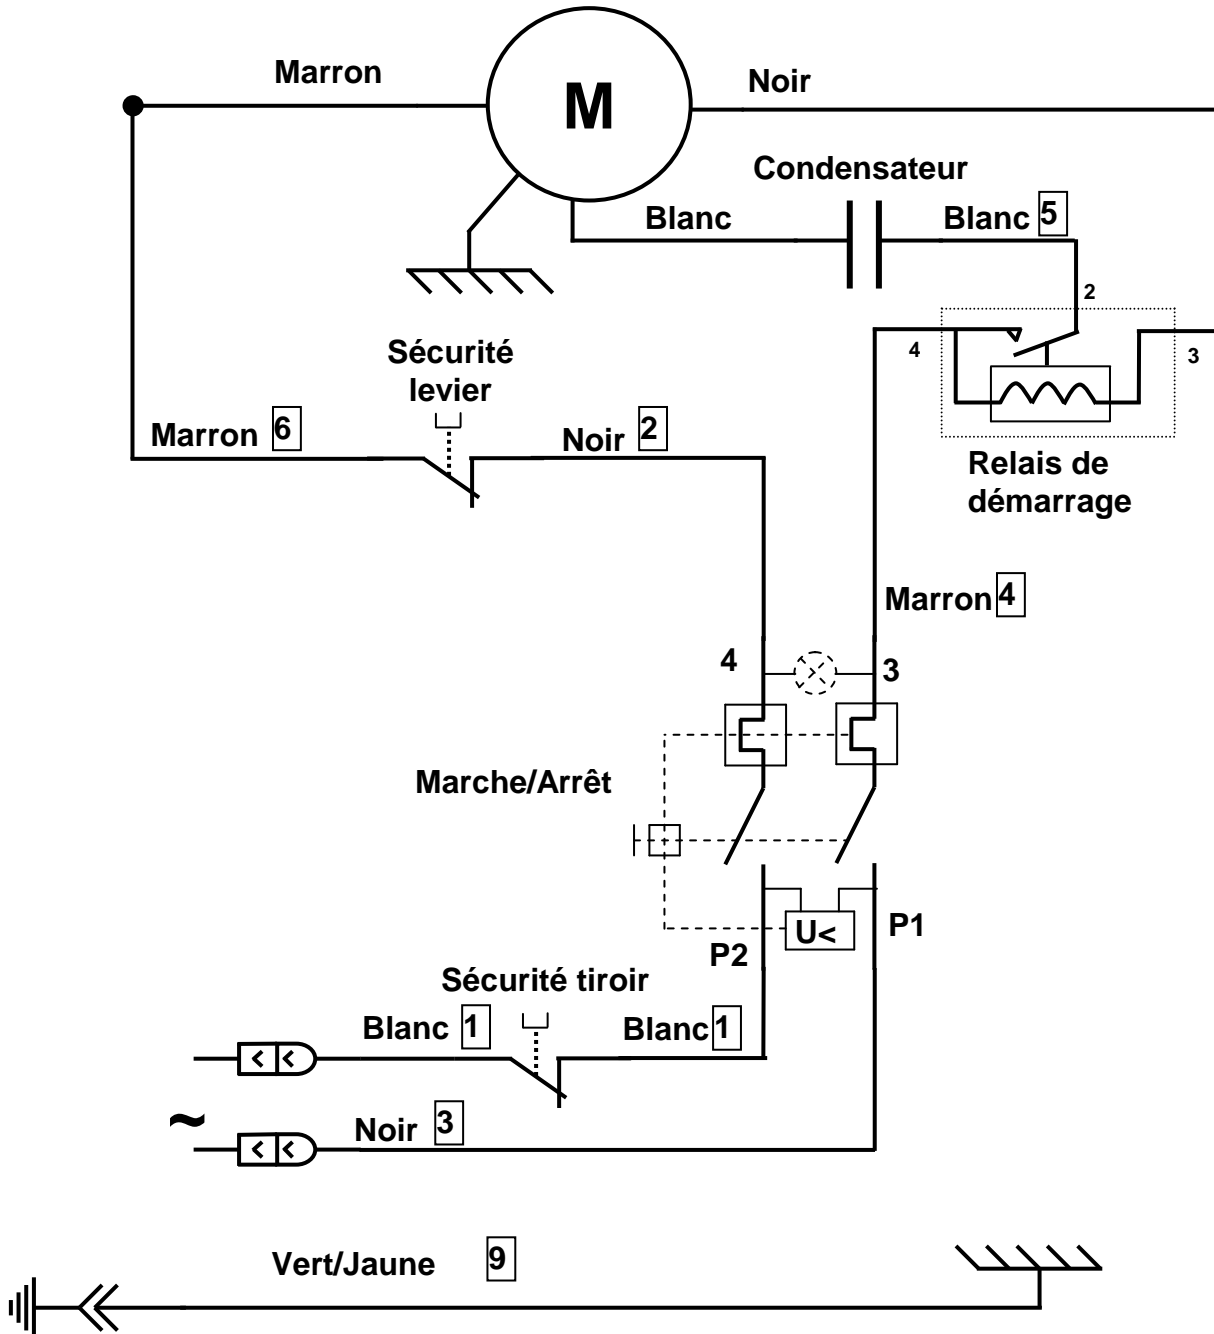 Marron
M
Noir
Condensateur
Blanc
Blanc 5
2
Sécurité
levier
4
3
Marron 6
Noir 2
Relais de
démarrage
Marron 4
4
3
Marche/Arrêt
U<
P1
P2
Sécurité tiroir
Blanc 1
Blanc 1
~
Noir 3
Vert/Jaune 9